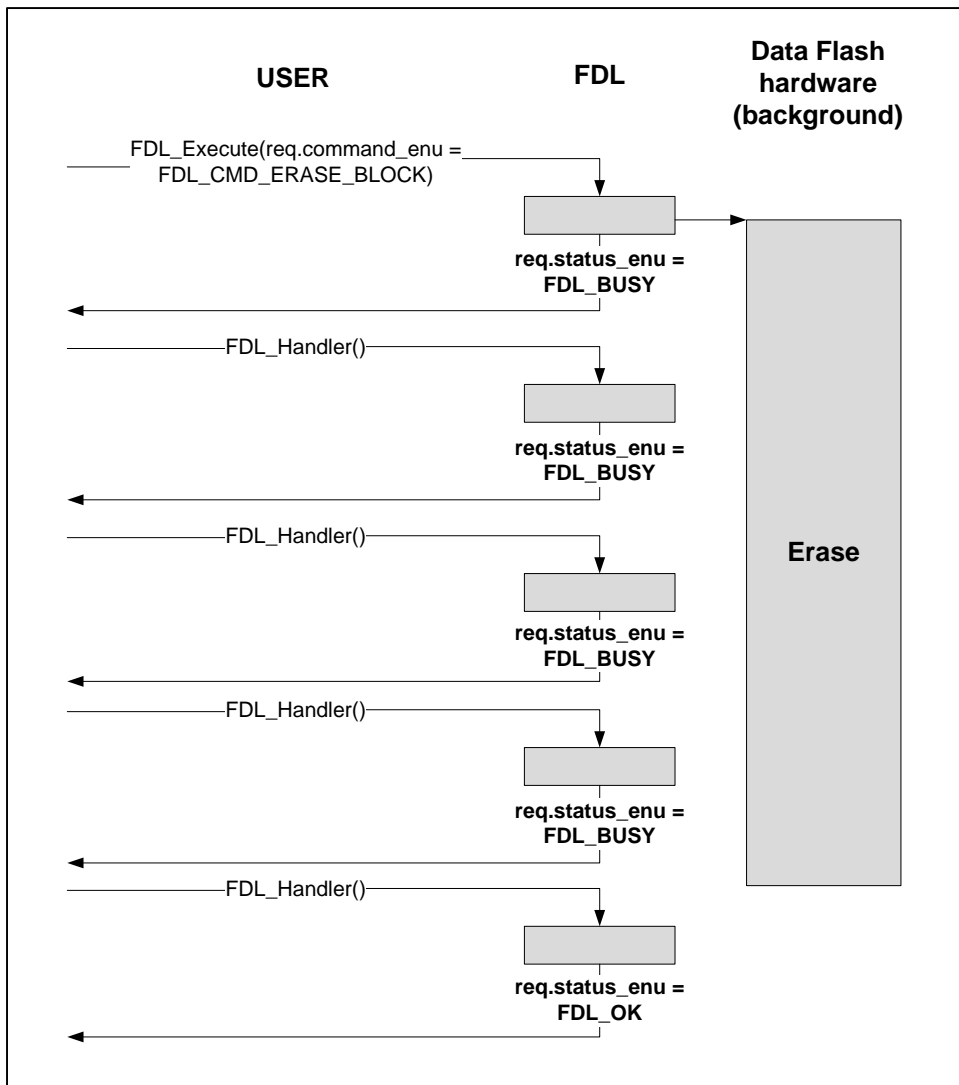 USER
FDL
Data Flash
hardware
(background)
FDL_Execute(req.command_enu =
FDL_CMD_ERASE_BLOCK)
req.status_enu =
FDL_BUSY
FDL_Handler()
req.status_enu =
FDL_BUSY
FDL_Handler()
Erase
req.status_enu =
FDL_BUSY
FDL_Handler()
req.status_enu =
FDL_BUSY
FDL_Handler()
req.status_enu =
FDL_OK